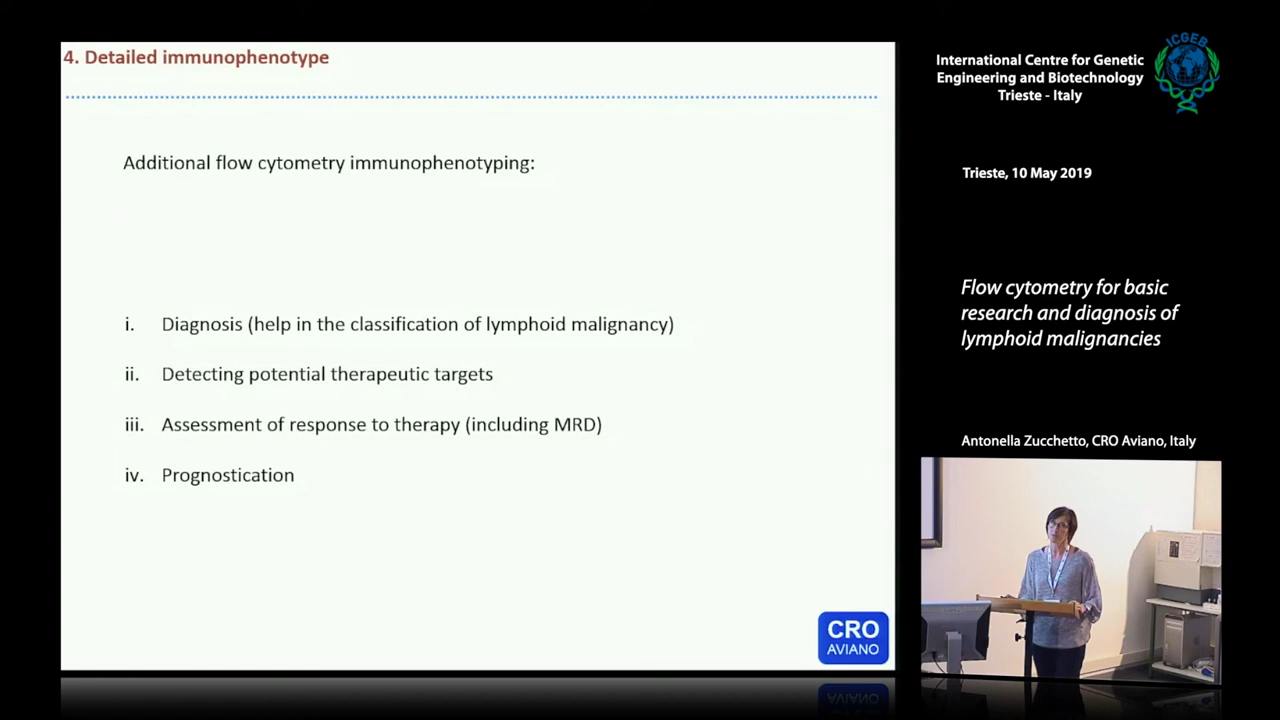 4. Detailed immunophenotype
Additional flow cytometry immunophenotyping:
i. Diagnosis (help in the classification of lymphoid malignancy)
ii. Detecting potential therapeutic targets
iii. Assessment of response to therapy (including MRD)
iv. Prognostication
CRO
AVIANO
International Centre for Genetic
Engineering and Biotechnology
Trieste - Italy
ICGEB
Trieste, 10 May 2019
Flow cytometry for basic
research and diagnosis of
lymphoid malignancies
Antonella Zucchetto, CRO Aviano, Italy